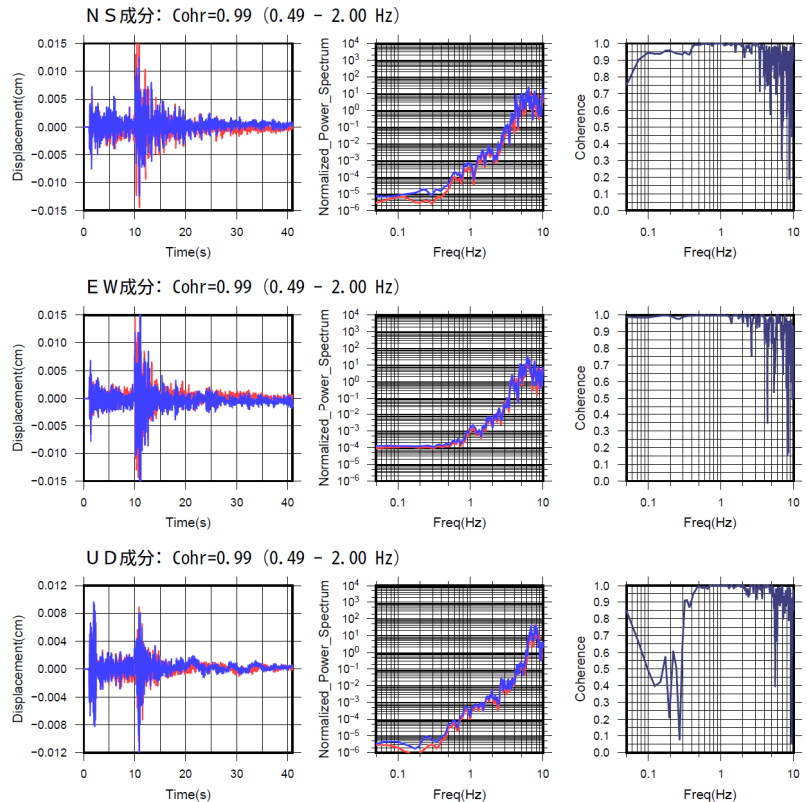 ＮＳ成分: Cohr=0.99 (0.49 - 2.00 Hz)
Displacement(cm)
0.015
0.010
0.005
0.000
−0.005
−0.010
−0.015
0 10 20 30 40
Time(s)
Normalized_Power_Spectrum
10^4
10^3
10^2
10^1
10^0
10^−1
10^−2
10^−3
10^−4
10^−5
10^−6
0.1 1 10
Freq(Hz)
Coherence
1.0
0.9
0.8
0.7
0.6
0.5
0.4
0.3
0.2
0.1
0.0
0.1 1 10
Freq(Hz)
ＥＷ成分: Cohr=0.99 (0.49 - 2.00 Hz)
Displacement(cm)
0.015
0.010
0.005
0.000
−0.005
−0.010
−0.015
0 10 20 30 40
Time(s)
Normalized_Power_Spectrum
10^4
10^3
10^2
10^1
10^0
10^−1
10^−2
10^−3
10^−4
10^−5
10^−6
0.1 1 10
Freq(Hz)
Coherence
1.0
0.9
0.8
0.7
0.6
0.5
0.4
0.3
0.2
0.1
0.0
0.1 1 10
Freq(Hz)
ＵＤ成分: Cohr=0.99 (0.49 - 2.00 Hz)
Displacement(cm)
0.012
0.008
0.004
0.000
−0.004
−0.008
−0.012
0 10 20 30 40
Time(s)
Normalized_Power_Spectrum
10^4
10^3
10^2
10^1
10^0
10^−1
10^−2
10^−3
10^−4
10^−5
10^−6
0.1 1 10
Freq(Hz)
Coherence
1.0
0.9
0.8
0.7
0.6
0.5
0.4
0.3
0.2
0.1
0.0
0.1 1 10
Freq(Hz)